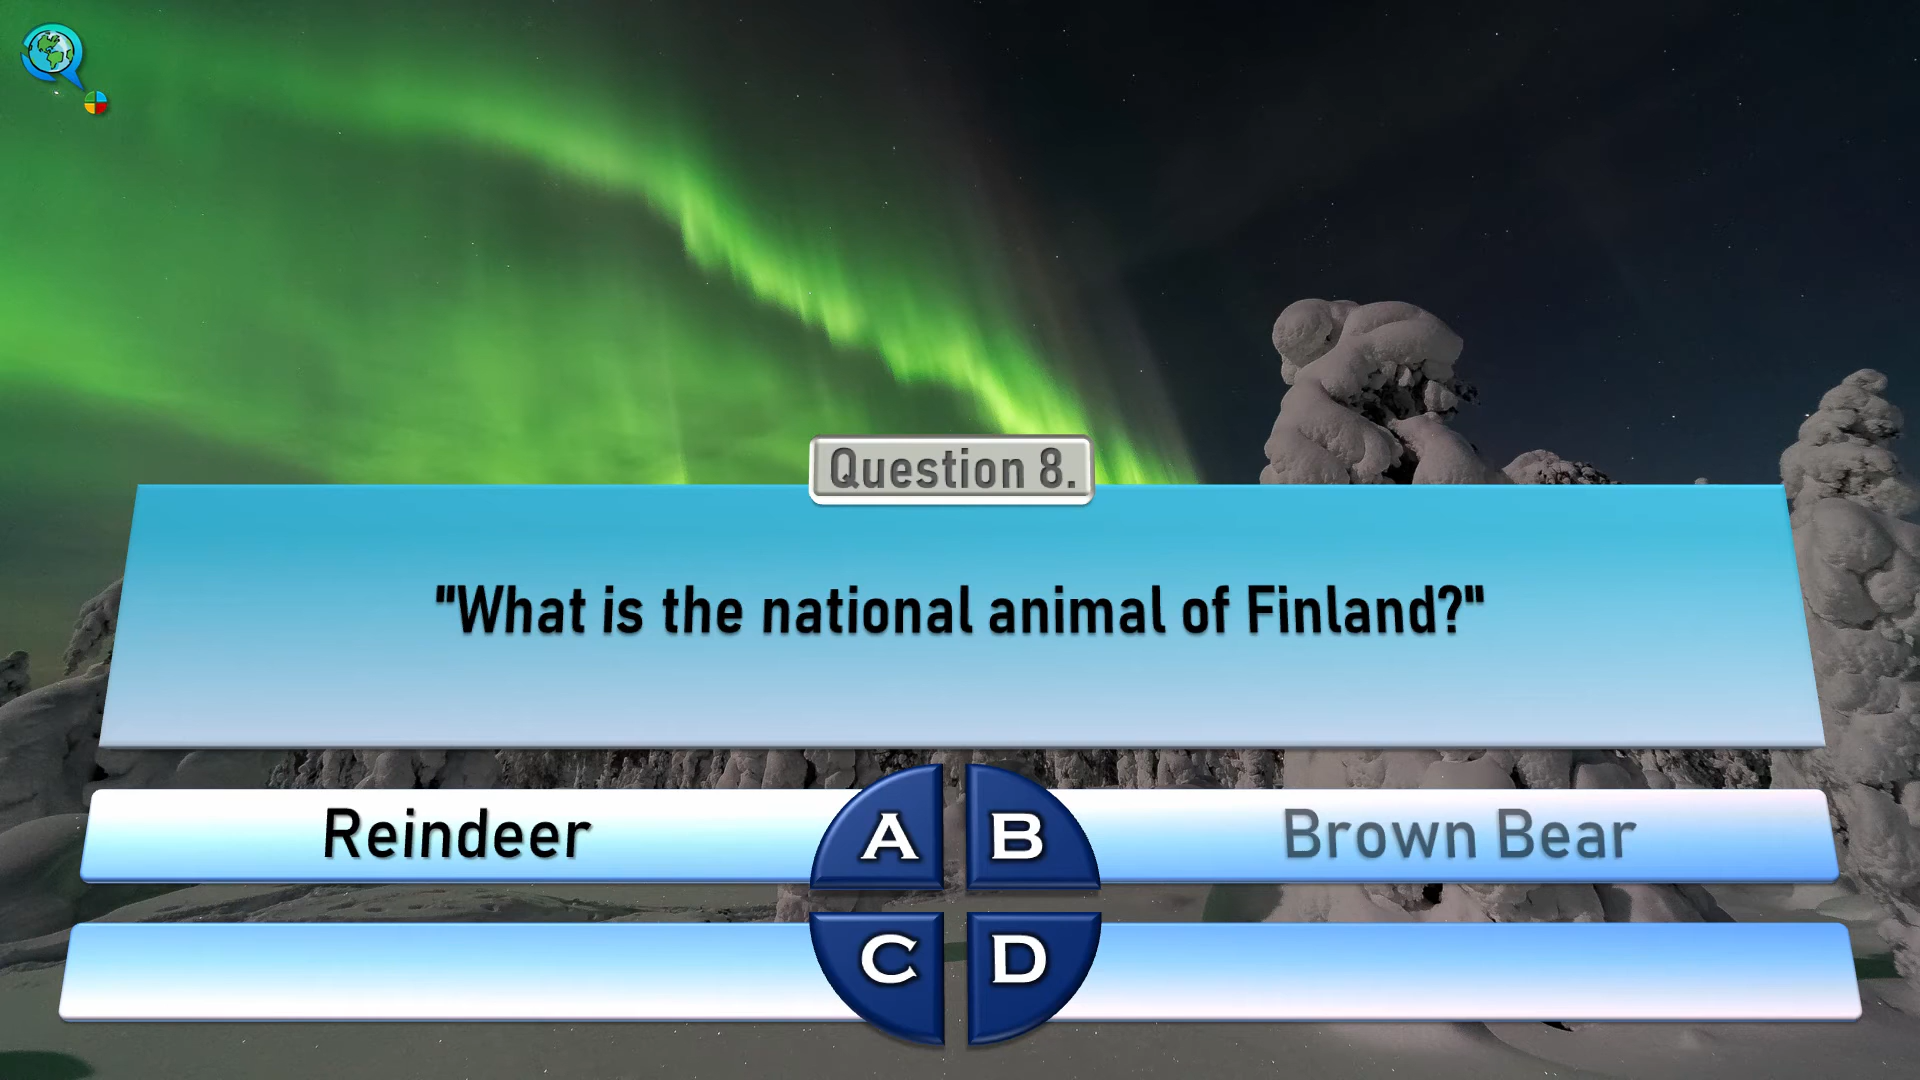 Question 8.
"What is the national animal of Finland?"
Reindeer
A
B
Brown Bear
C
D